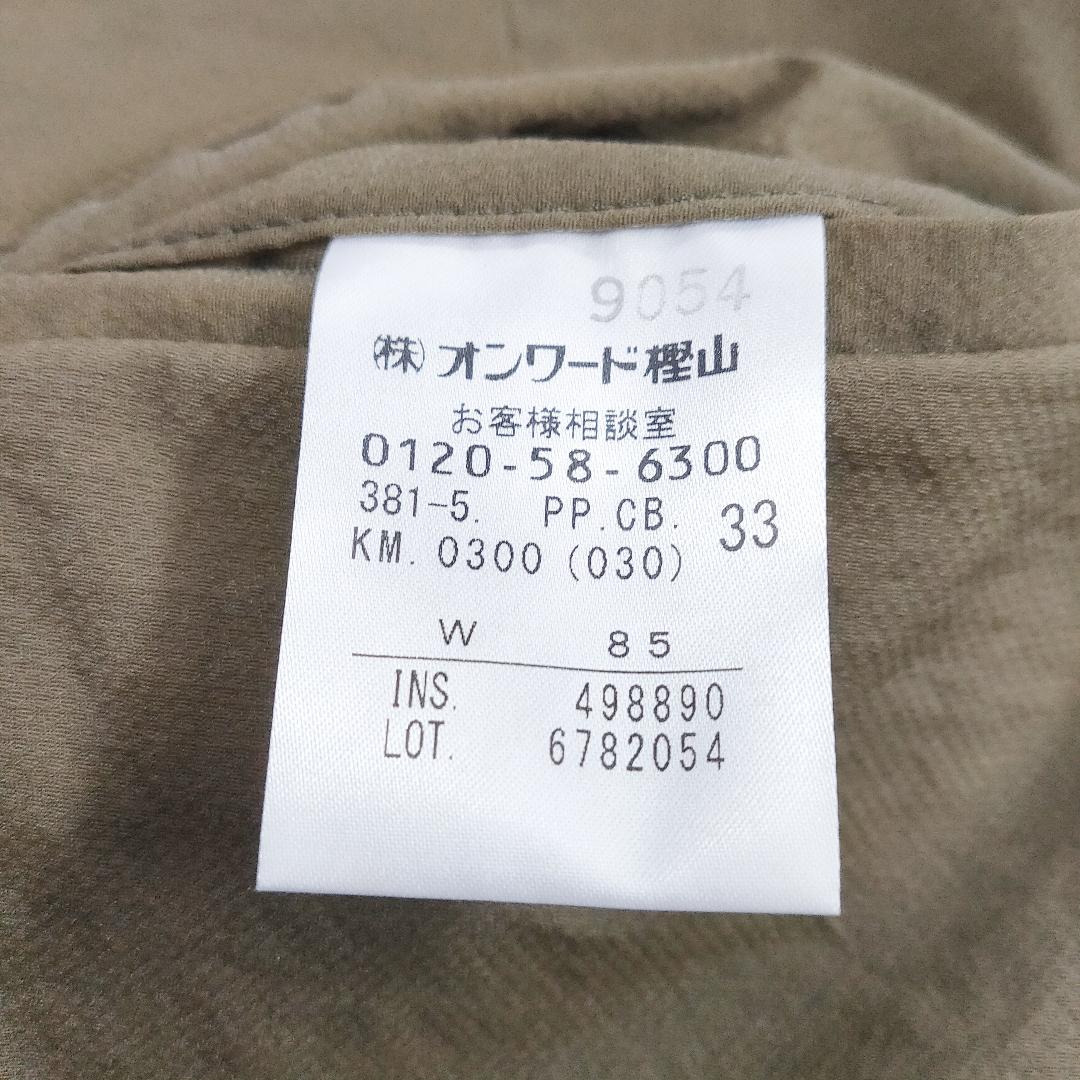 9054
㈱オンワード樫山
お客様相談室
0120-58-6300
381-5. PP.CB. 33
KM. 0300 (030)
W 85
INS. 498890
LOT. 6782054